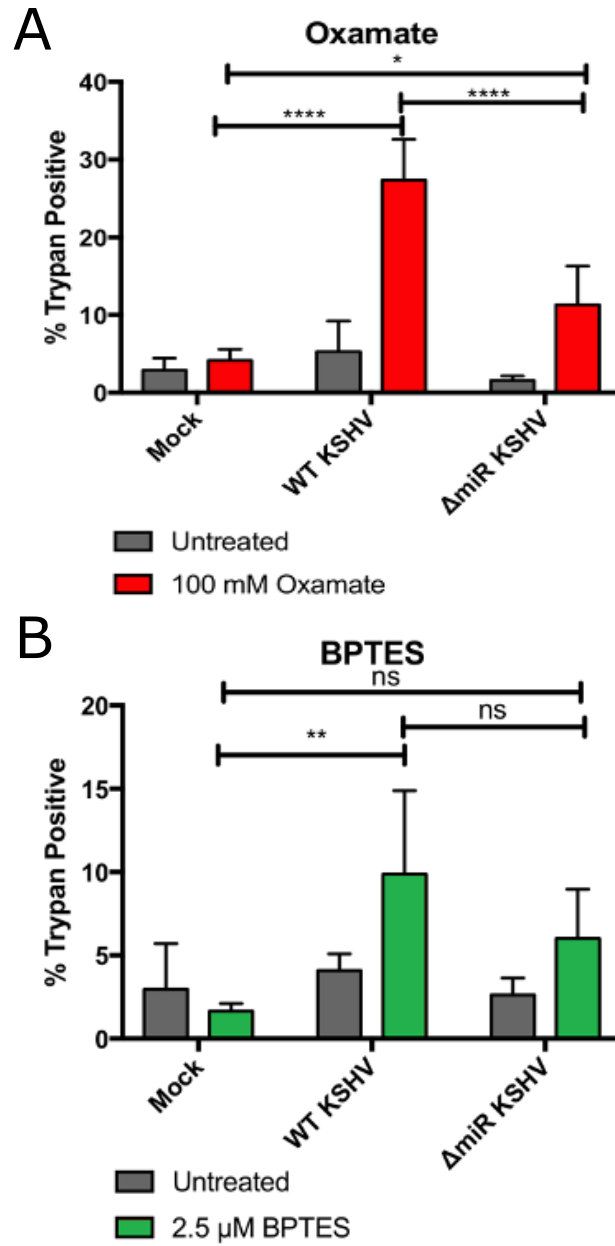 A
Oxamate
*
****
****
% Trypan Positive
40
30
20
10
0
Mock
WT KSHV
ΔmiR KSHV
Untreated
100 mM Oxamate
B
BPTES
ns
ns
**
% Trypan Positive
20
15
10
5
0
Mock
WT KSHV
ΔmiR KSHV
Untreated
2.5 µM BPTES